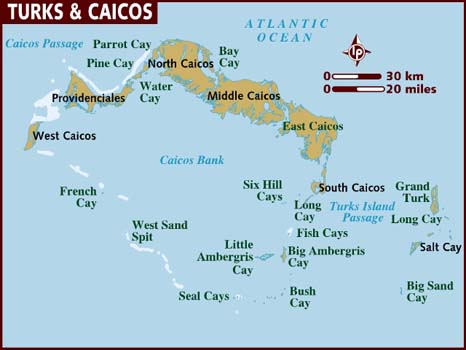 TURKS & CAICOS
ATLANTIC
OCEAN
Caicos Passage
Parrot Cay
Pine Cay
North Caicos
Bay
Cay
lp
0 30 km
0 20 miles
Providenciales
Water
Cay
Middle Caicos
East Caicos
West Caicos
Caicos Bank
French
Cay
Six Hill
Cays
South Caicos
Grand
Turk
Long
Cay
Turks Island
Passage
Long Cay
West Sand
Spit
Fish Cays
Salt Cay
Little
Ambergris
Cay
Big Ambergris
Cay
Seal Cays
Bush
Cay
Big Sand
Cay